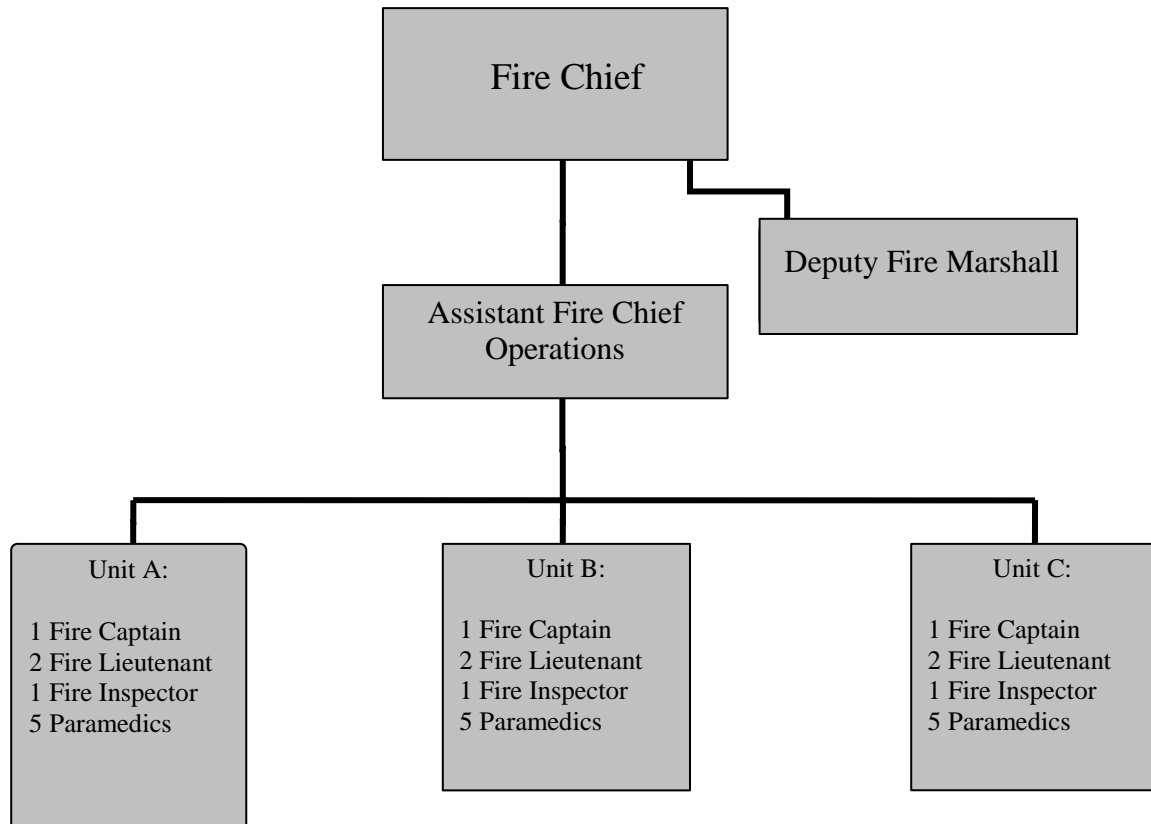 Fire Chief
Deputy Fire Marshall
Assistant Fire Chief
Operations
Unit A:
1 Fire Captain
2 Fire Lieutenant
1 Fire Inspector
5 Paramedics
Unit B:
1 Fire Captain
2 Fire Lieutenant
1 Fire Inspector
5 Paramedics
Unit C:
1 Fire Captain
2 Fire Lieutenant
1 Fire Inspector
5 Paramedics